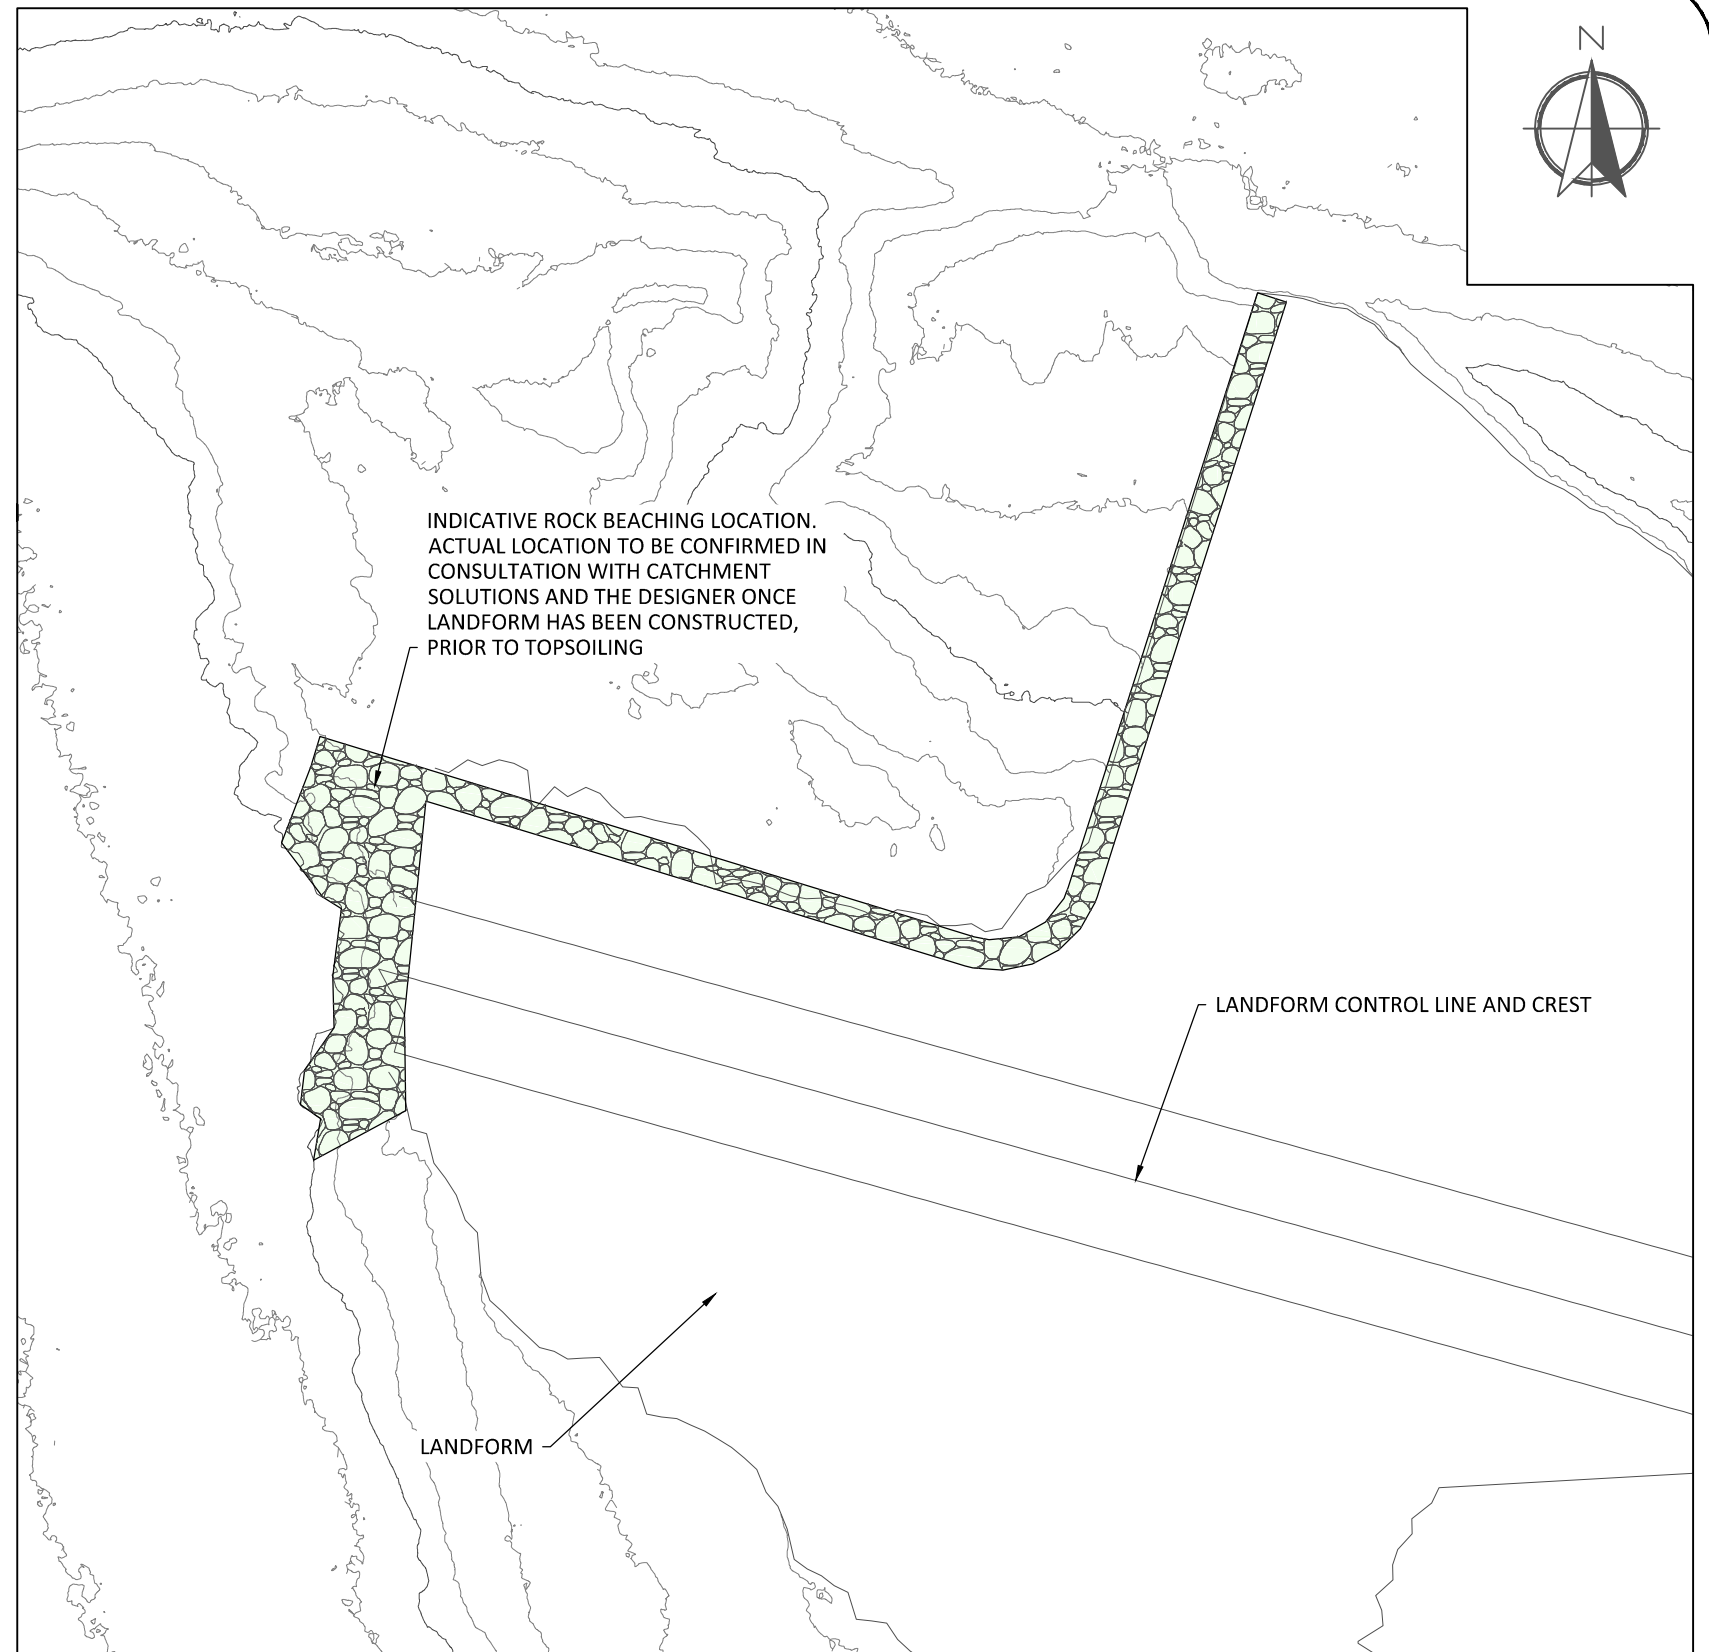 N
INDICATIVE ROCK BEACHING LOCATION.
ACTUAL LOCATION TO BE CONFIRMED IN
CONSULTATION WITH CATCHMENT
SOLUTIONS AND THE DESIGNER ONCE
LANDFORM HAS BEEN CONSTRUCTED,
PRIOR TO TOPSOILING
LANDFORM CONTROL LINE AND CREST
LANDFORM